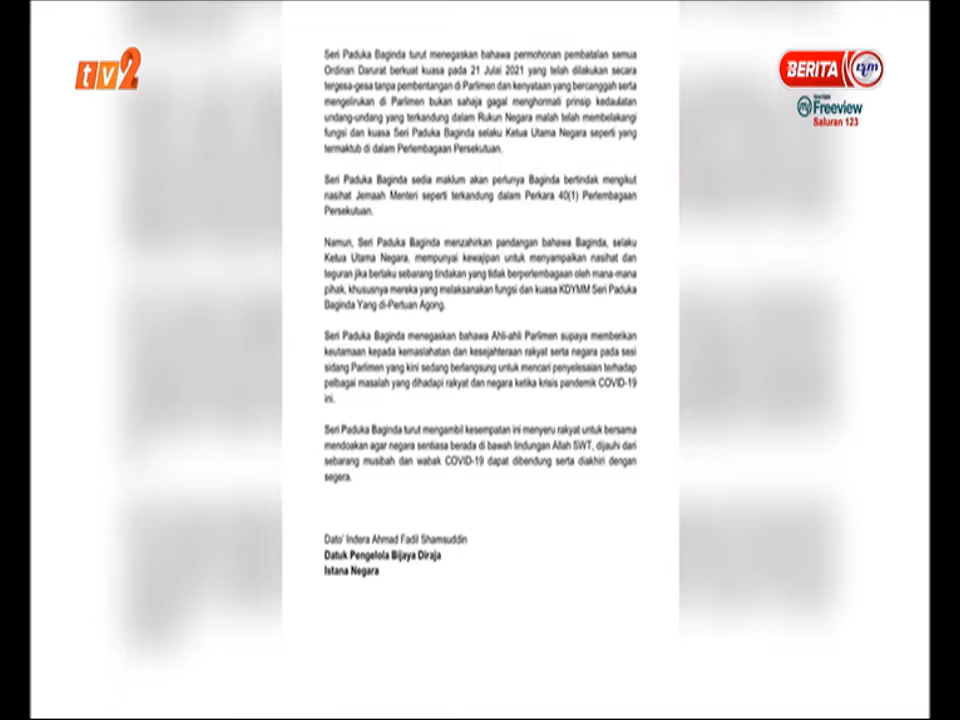 tv2
BERITA rtm
mytv Freeview
Saluran 123
Seri Paduka Baginda turut menegaskan bahawa permohonan pembatalan semua
Ordinan Darurat berkuat kuasa pada 21 Julai 2021 yang telah dilakukan secara
tergesa-gesa tanpa pembentangan di Parlimen dan kenyataan yang bercanggah serta
mengelirukan di Parlimen bukan sahaja gagal menghormati prinsip kedaulatan
undang-undang yang terkandung dalam Rukun Negara malah telah membelakangi
fungsi dan kuasa Seri Paduka Baginda selaku Ketua Utama Negara seperti yang
termaktub di dalam Perlembagaan Persekutuan.
Seri Paduka Baginda sedia maklum akan perlunya Baginda bertindak mengikut
nasihat Jemaah Menteri seperti terkandung dalam Perkara 40(1) Perlembagaan
Persekutuan.
Namun, Seri Paduka Baginda menzahirkan pandangan bahawa Baginda, selaku
Ketua Utama Negara, mempunyai kewajipan untuk menyampaikan nasihat dan
teguran jika berlaku sebarang tindakan yang tidak berperlembagaan oleh mana-mana
pihak, khususnya mereka yang melaksanakan fungsi dan kuasa KDYMM Seri Paduka
Baginda Yang di-Pertuan Agong.
Seri Paduka Baginda menegaskan bahawa Ahli-ahli Parlimen supaya memberikan
keutamaan kepada kemaslahatan dan kesejahteraan rakyat serta negara pada sesi
sidang Parlimen yang kini sedang berlangsung untuk mencari penyelesaian terhadap
pelbagai masalah yang dihadapi rakyat dan negara ketika krisis pandemik COVID-19
ini.
Seri Paduka Baginda turut mengambil kesempatan ini menyeru rakyat untuk bersama
mendoakan agar negara sentiasa berada di bawah lindungan Allah SWT, dijauhi dari
sebarang musibah dan wabak COVID-19 dapat dibendung serta diakhiri dengan
segera.
Dato' Indera Ahmad Fadil Shamsuddin
Datuk Pengelola Bijaya Diraja
Istana Negara